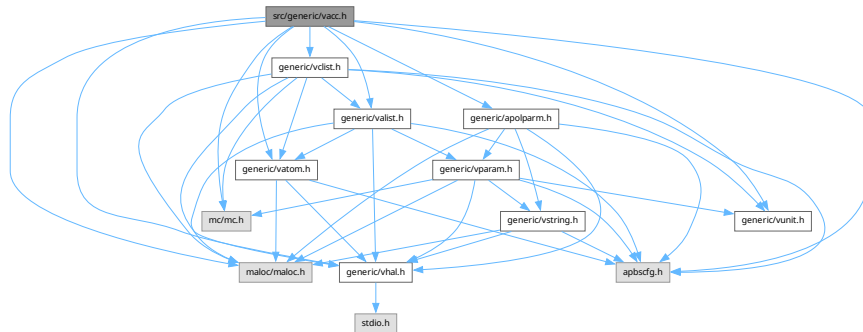 src/generic/vacc.h
generic/vclist.h
generic/valist.h
generic/apolparm.h
generic/vatom.h
generic/vparam.h
mc/mc.h
generic/vstring.h
generic/vunit.h
maloc/maloc.h
generic/vhal.h
apbscfg.h
stdio.h